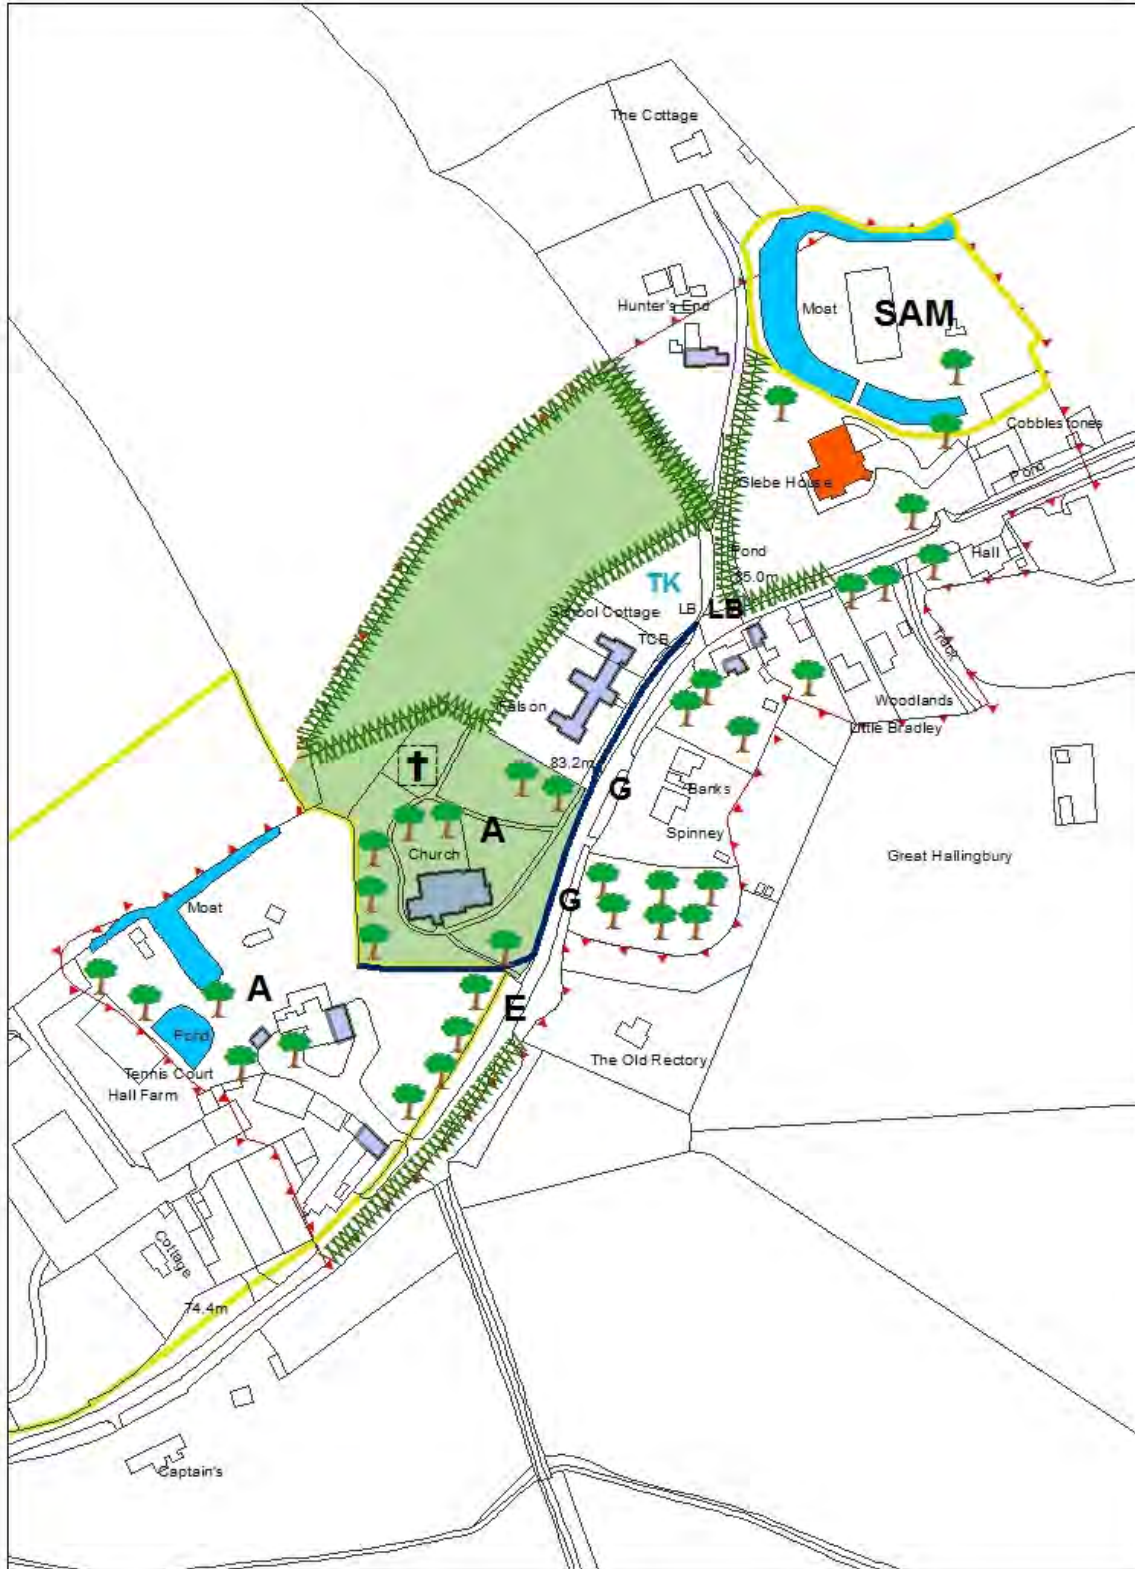 The Cottage
Hunter's End
Moat
SAM
Cobblestones
Pond
Glebe House
Pond
85.0m
Hall
TK
School Cottage
LB
LB
TCB
Track
Woodlands
Little Bradley
83.2m
G
Banks
Spinney
A
Church
Great Hallingbury
G
Moat
A
E
Pond
The Old Rectory
Tennis Court
Hall Farm
Cottage
74.4m
Captain's